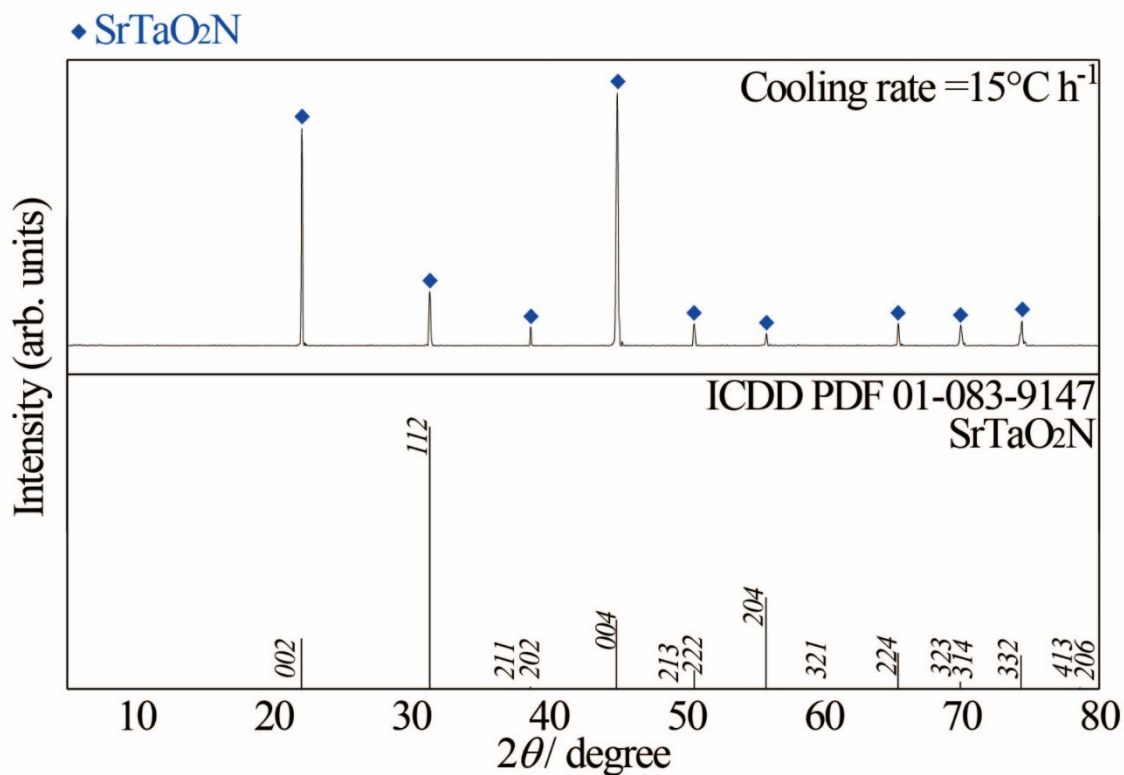 ◆ SrTaO₂N
Cooling rate =15°C h⁻¹
Intensity (arb. units)
ICDD PDF 01-083-9147
SrTaO₂N
002
112
211
202
004
213
222
204
321
224
323
314
332
413
206
10 20 30 40 50 60 70 80
2θ/ degree